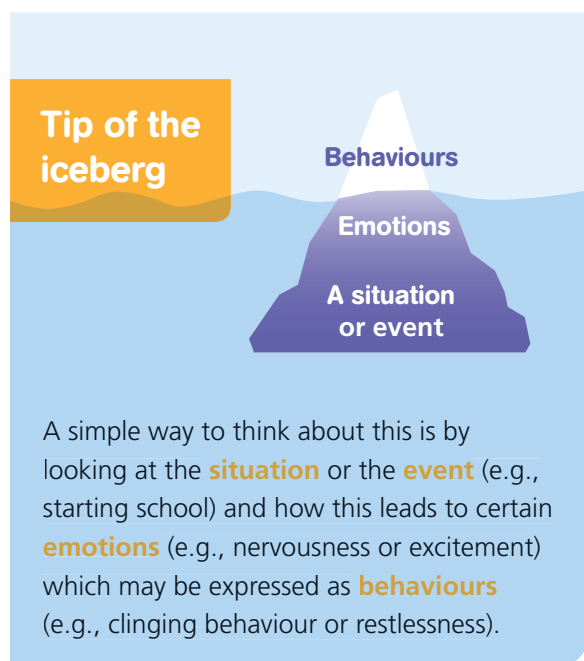 Tip of the
iceberg
Behaviours
Emotions
A situation
or event
A simple way to think about this is by
looking at the situation or the event (e.g.,
starting school) and how this leads to certain
emotions (e.g., nervousness or excitement)
which may be expressed as behaviours
(e.g., clinging behaviour or restlessness).